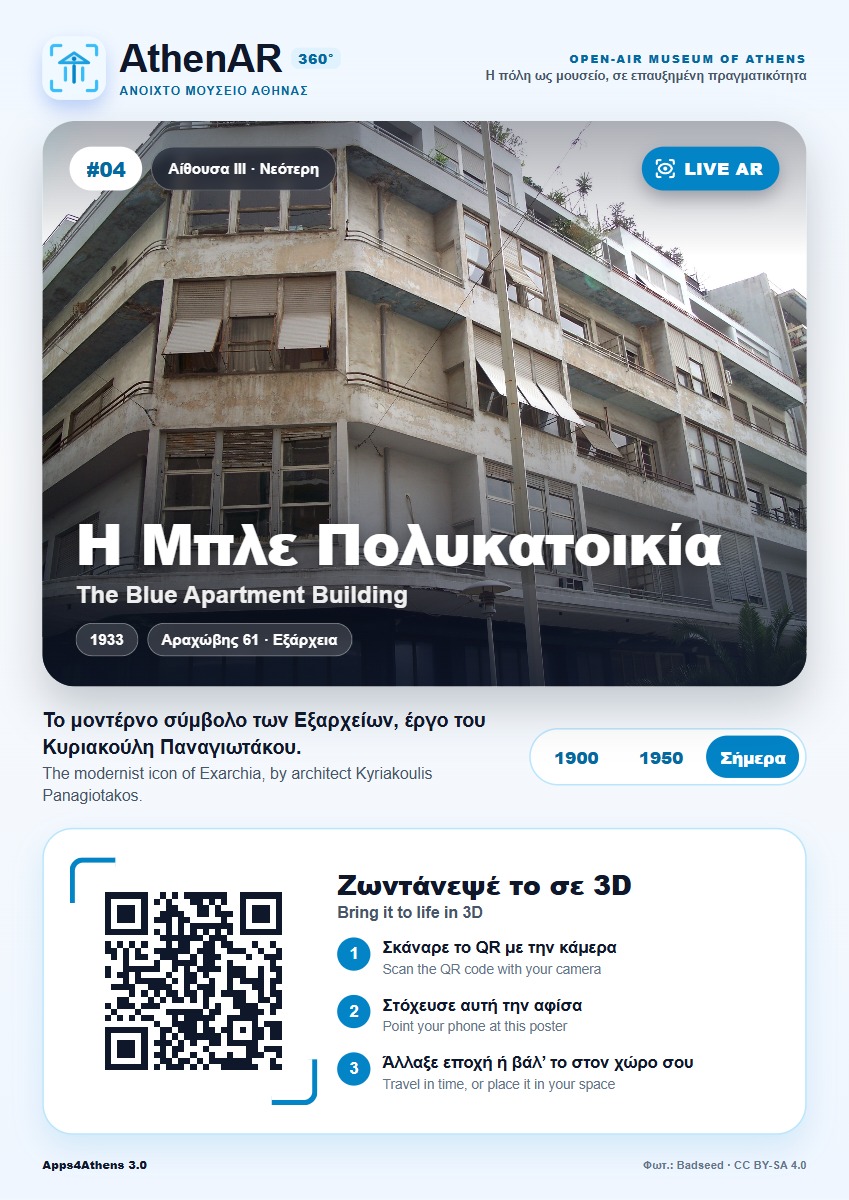 AthenAR 360°
ΑΝΟΙΧΤΟ ΜΟΥΣΕΙΟ ΑΘΗΝΑΣ
OPEN-AIR MUSEUM OF ATHENS
Η πόλη ως μουσείο, σε επαυξημένη πραγματικότητα
#04
Αίθουσα III · Νεότερη
LIVE AR
Η Μπλε Πολυκατοικία
The Blue Apartment Building
1933
Αραχώβης 61 · Εξάρχεια
Το μοντέρνο σύμβολο των Εξαρχείων, έργο του
Κυριακούλη Παναγιωτάκου.
The modernist icon of Exarchia, by architect Kyriakoulis
Panagiotakos.
1900 1950 Σήμερα
Ζωντάνεψέ το σε 3D
Bring it to life in 3D
1 Σκάναρε το QR με την κάμερα
Scan the QR code with your camera
2 Στόχευσε αυτή την αφίσα
Point your phone at this poster
3 Άλλαξε εποχή ή βάλ’ το στον χώρο σου
Travel in time, or place it in your space
Apps4Athens 3.0
Φωτ.: Badseed · CC BY-SA 4.0